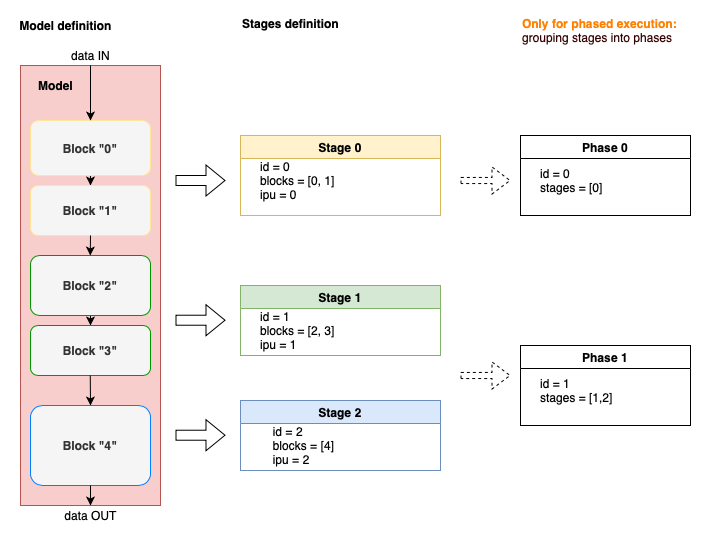 Model definition
Stages definition
Only for phased execution:
grouping stages into phases
data IN
Model
Block "0"
Block "1"
Block "2"
Block "3"
Block "4"
data OUT
Stage 0
id = 0
blocks = [0, 1]
ipu = 0
Stage 1
id = 1
blocks = [2, 3]
ipu = 1
Stage 2
id = 2
blocks = [4]
ipu = 2
Phase 0
id = 0
stages = [0]
Phase 1
id = 1
stages = [1,2]